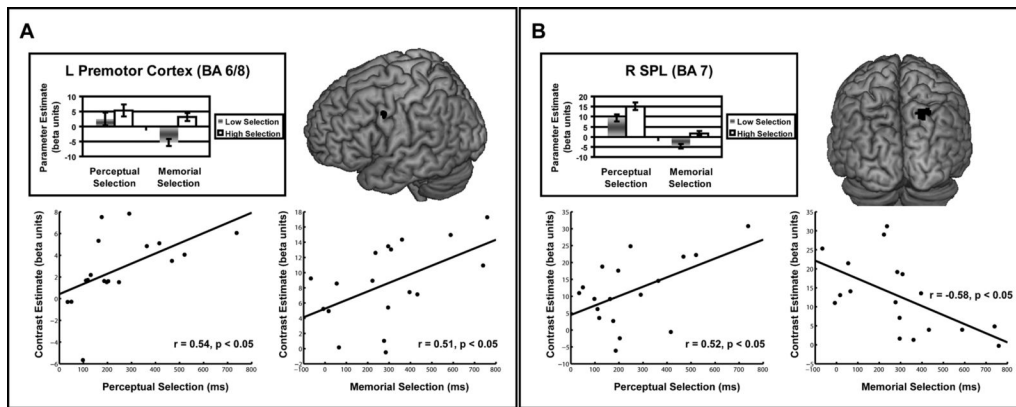 A
L Premotor Cortex (BA 6/8)
Parameter Estimate
(beta units)
10
5
0
-5
-10
Low Selection
High Selection
Perceptual
Selection
Memorial
Selection
Contrast Estimate (beta units)
8
6
4
2
0
-2
-4
-6
r = 0.54, p < 0.05
0 100 200 300 400 500 600 700 800
Perceptual Selection (ms)
Contrast Estimate (beta units)
18
16
14
12
10
8
6
4
2
0
-2
r = 0.51, p < 0.05
-100 0 100 200 300 400 500 600 700 800
Memorial Selection (ms)
B
R SPL (BA 7)
Parameter Estimate
(beta units)
20
15
10
5
0
-5
-10
Low Selection
High Selection
Perceptual
Selection
Memorial
Selection
Contrast Estimate (beta units)
35
30
25
20
15
10
5
0
-5
-10
r = 0.52, p < 0.05
0 100 200 300 400 500 600 700 800
Perceptual Selection (ms)
Contrast Estimate (beta units)
35
30
25
20
15
10
5
0
-5
r = -0.58, p < 0.05
-100 0 100 200 300 400 500 600 700 800
Memorial Selection (ms)